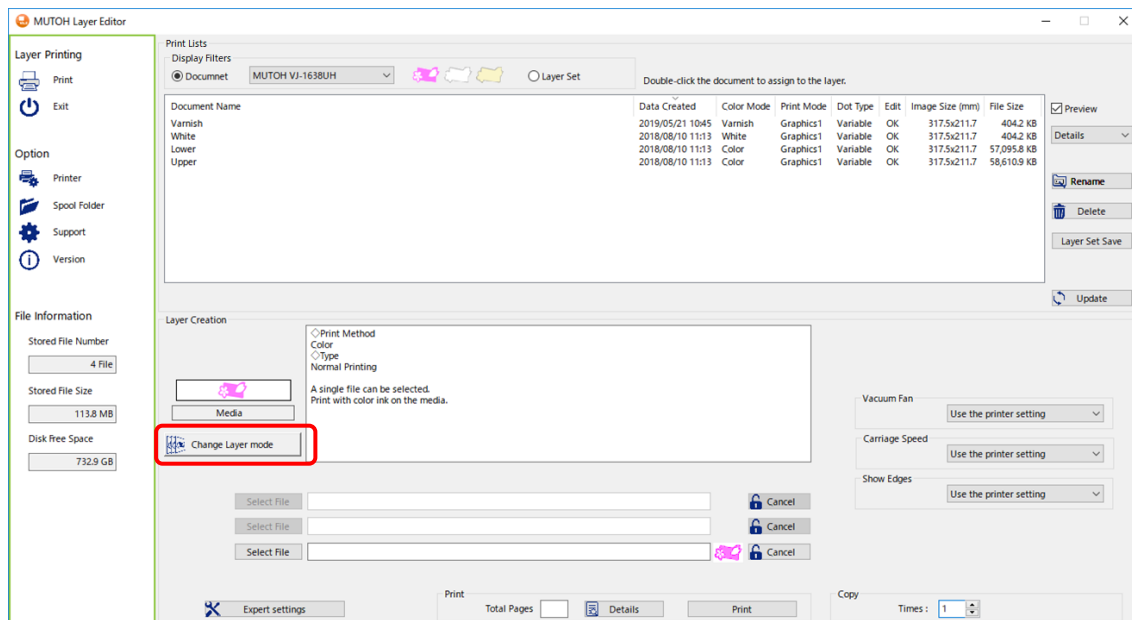 MUTOH Layer Editor
Layer Printing
Print
Exit
Option
Printer
Spool Folder
Support
Version
File Information
Stored File Number
4 File
Stored File Size
113.8 MB
Disk Free Space
732.9 GB
Print Lists
Display Filters
Documnet
MUTOH VJ-1638UH
Layer Set
Double-click the document to assign to the layer.
Document Name Data Created Color Mode Print Mode Dot Type Edit Image Size (mm) File Size
Varnish 2019/05/21 10:45 Varnish Graphics1 Variable OK 317.5x211.7 404.2 KB
White 2018/08/10 11:13 White Graphics1 Variable OK 317.5x211.7 404.2 KB
Lower 2018/08/10 11:13 Color Graphics1 Variable OK 317.5x211.7 57,095.8 KB
Upper 2018/08/10 11:13 Color Graphics1 Variable OK 317.5x211.7 58,610.9 KB
Preview
Details
Rename
Delete
Layer Set Save
Update
Layer Creation
◇Print Method
Color
◇Type
Normal Printing
A single file can be selected.
Print with color ink on the media.
Media
Change Layer mode
Vacuum Fan
Use the printer setting
Carriage Speed
Use the printer setting
Show Edges
Use the printer setting
Select File Cancel
Select File Cancel
Select File Cancel
Expert settings
Print
Total Pages
Details
Print
Copy
Times : 1